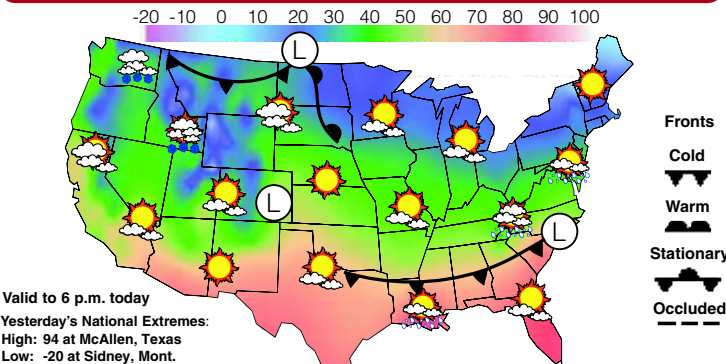 -20 -10 0 10 20 30 40 50 60 70 80 90 100
L
L
L
Fronts
Cold
Warm
Stationary
Occluded
Valid to 6 p.m. today
Yesterday's National Extremes:
High: 94 at McAllen, Texas
Low: -20 at Sidney, Mont.